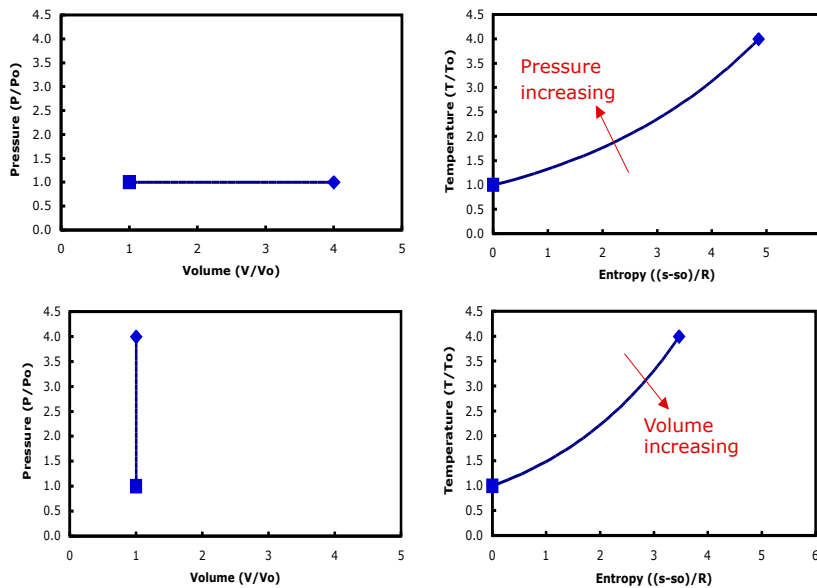 4.5
4.0
3.5
3.0
2.5
2.0
1.5
1.0
0.5
0.0
Pressure (P/Po)
0 1 2 3 4 5
Volume (V/Vo)
4.5
4.0
3.5
3.0
2.5
2.0
1.5
1.0
0.5
0.0
Temperature (T/To)
Pressure
increasing
0 1 2 3 4 5
Entropy ((s-so)/R)
4.5
4.0
3.5
3.0
2.5
2.0
1.5
1.0
0.5
0.0
Pressure (P/Po)
0 1 2 3 4 5
Volume (V/Vo)
4.5
4.0
3.5
3.0
2.5
2.0
1.5
1.0
0.5
0.0
Temperature (T/To)
Volume
increasing
0 1 2 3 4 5 6
Entropy ((s-so)/R)